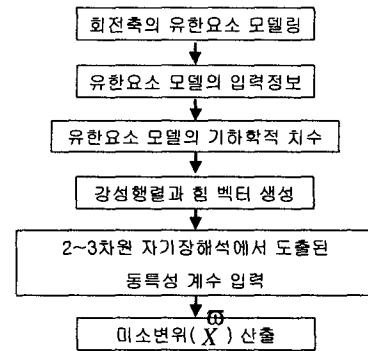 회전축의 유한요소 모델링
유한요소 모델의 입력정보
유한요소 모델의 기하학적 치수
강성행렬과 힘 벡터 생성
2~3차원 자기장해석에서 도출된
동특성 계수 입력
미소변위( X ) 산출